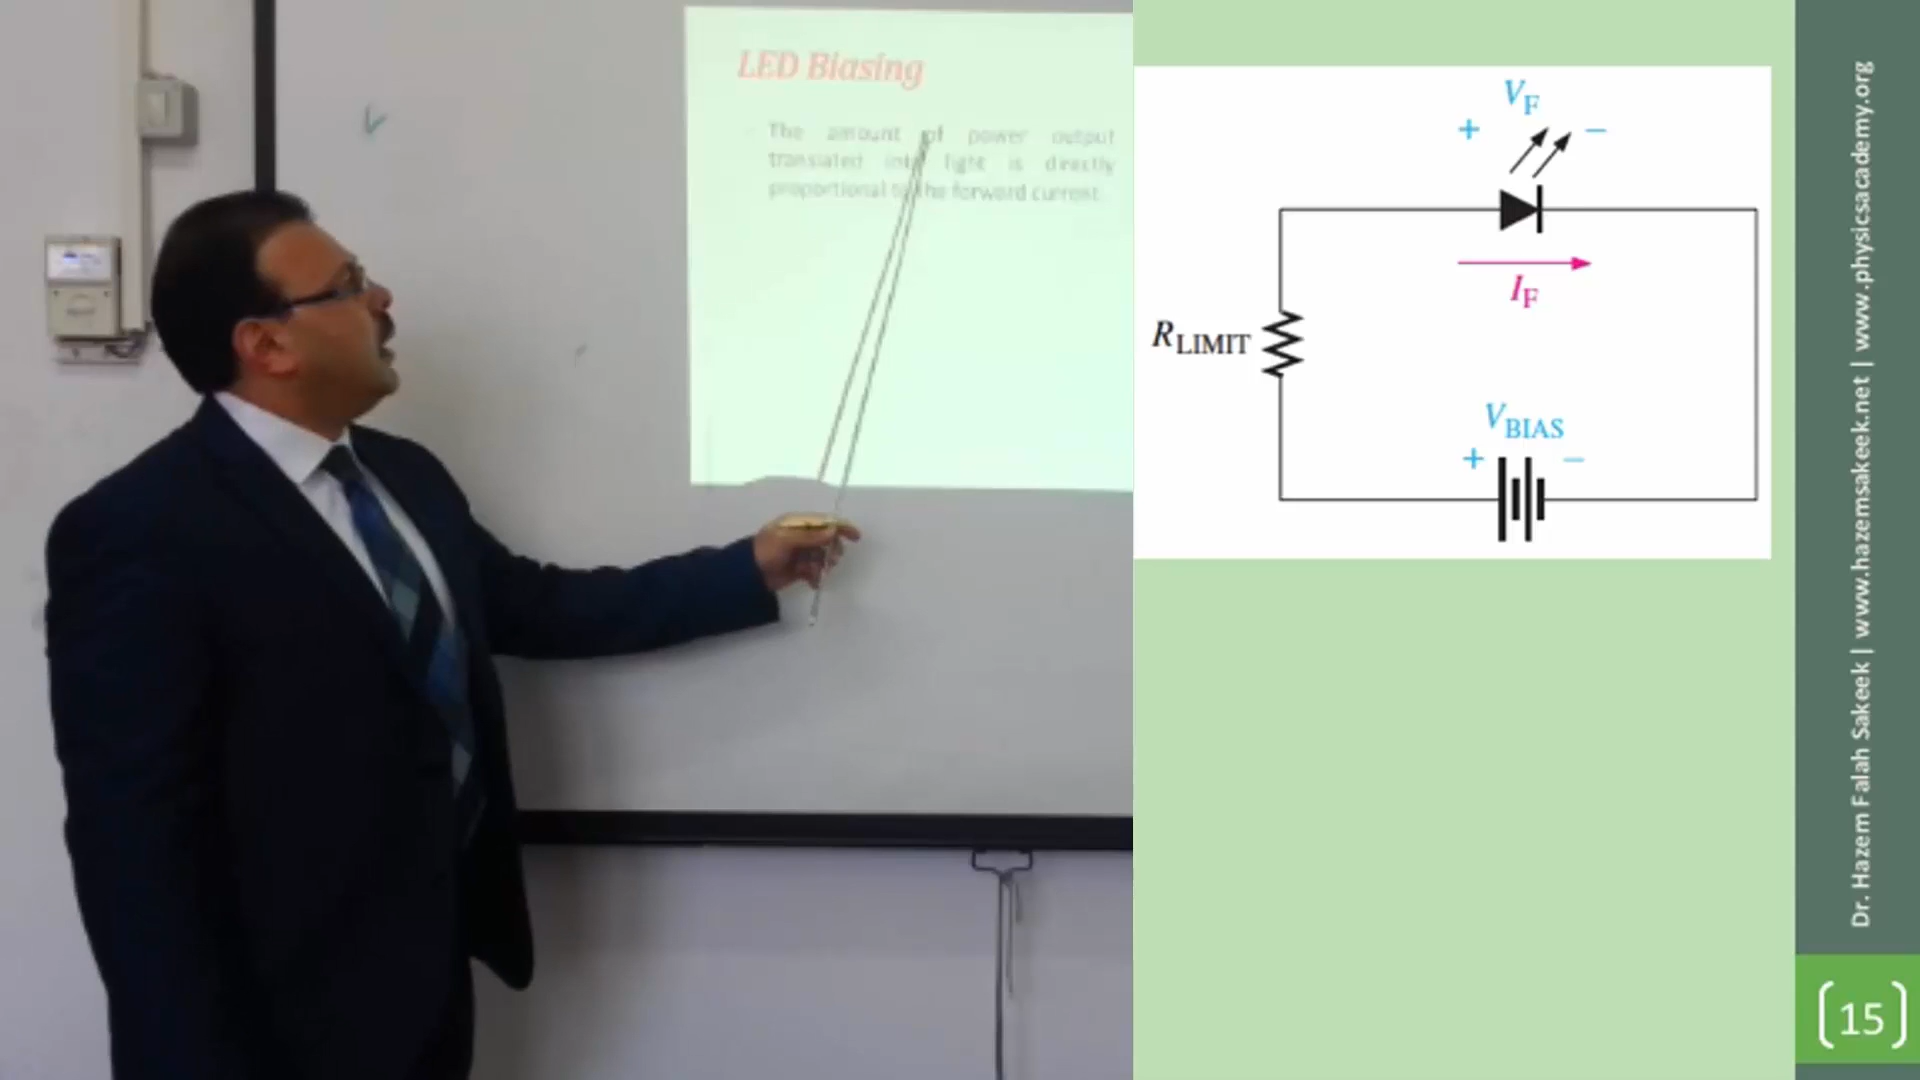 LED Biasing
The amount of power output
translated into light is directly
proportional to the forward current.
V_F
+ −
I_F
R_LIMIT
V_BIAS
+ −
Dr. Hazem Falah Sakeek | www.hazemsakeek.net | www.physicsacademy.org
15